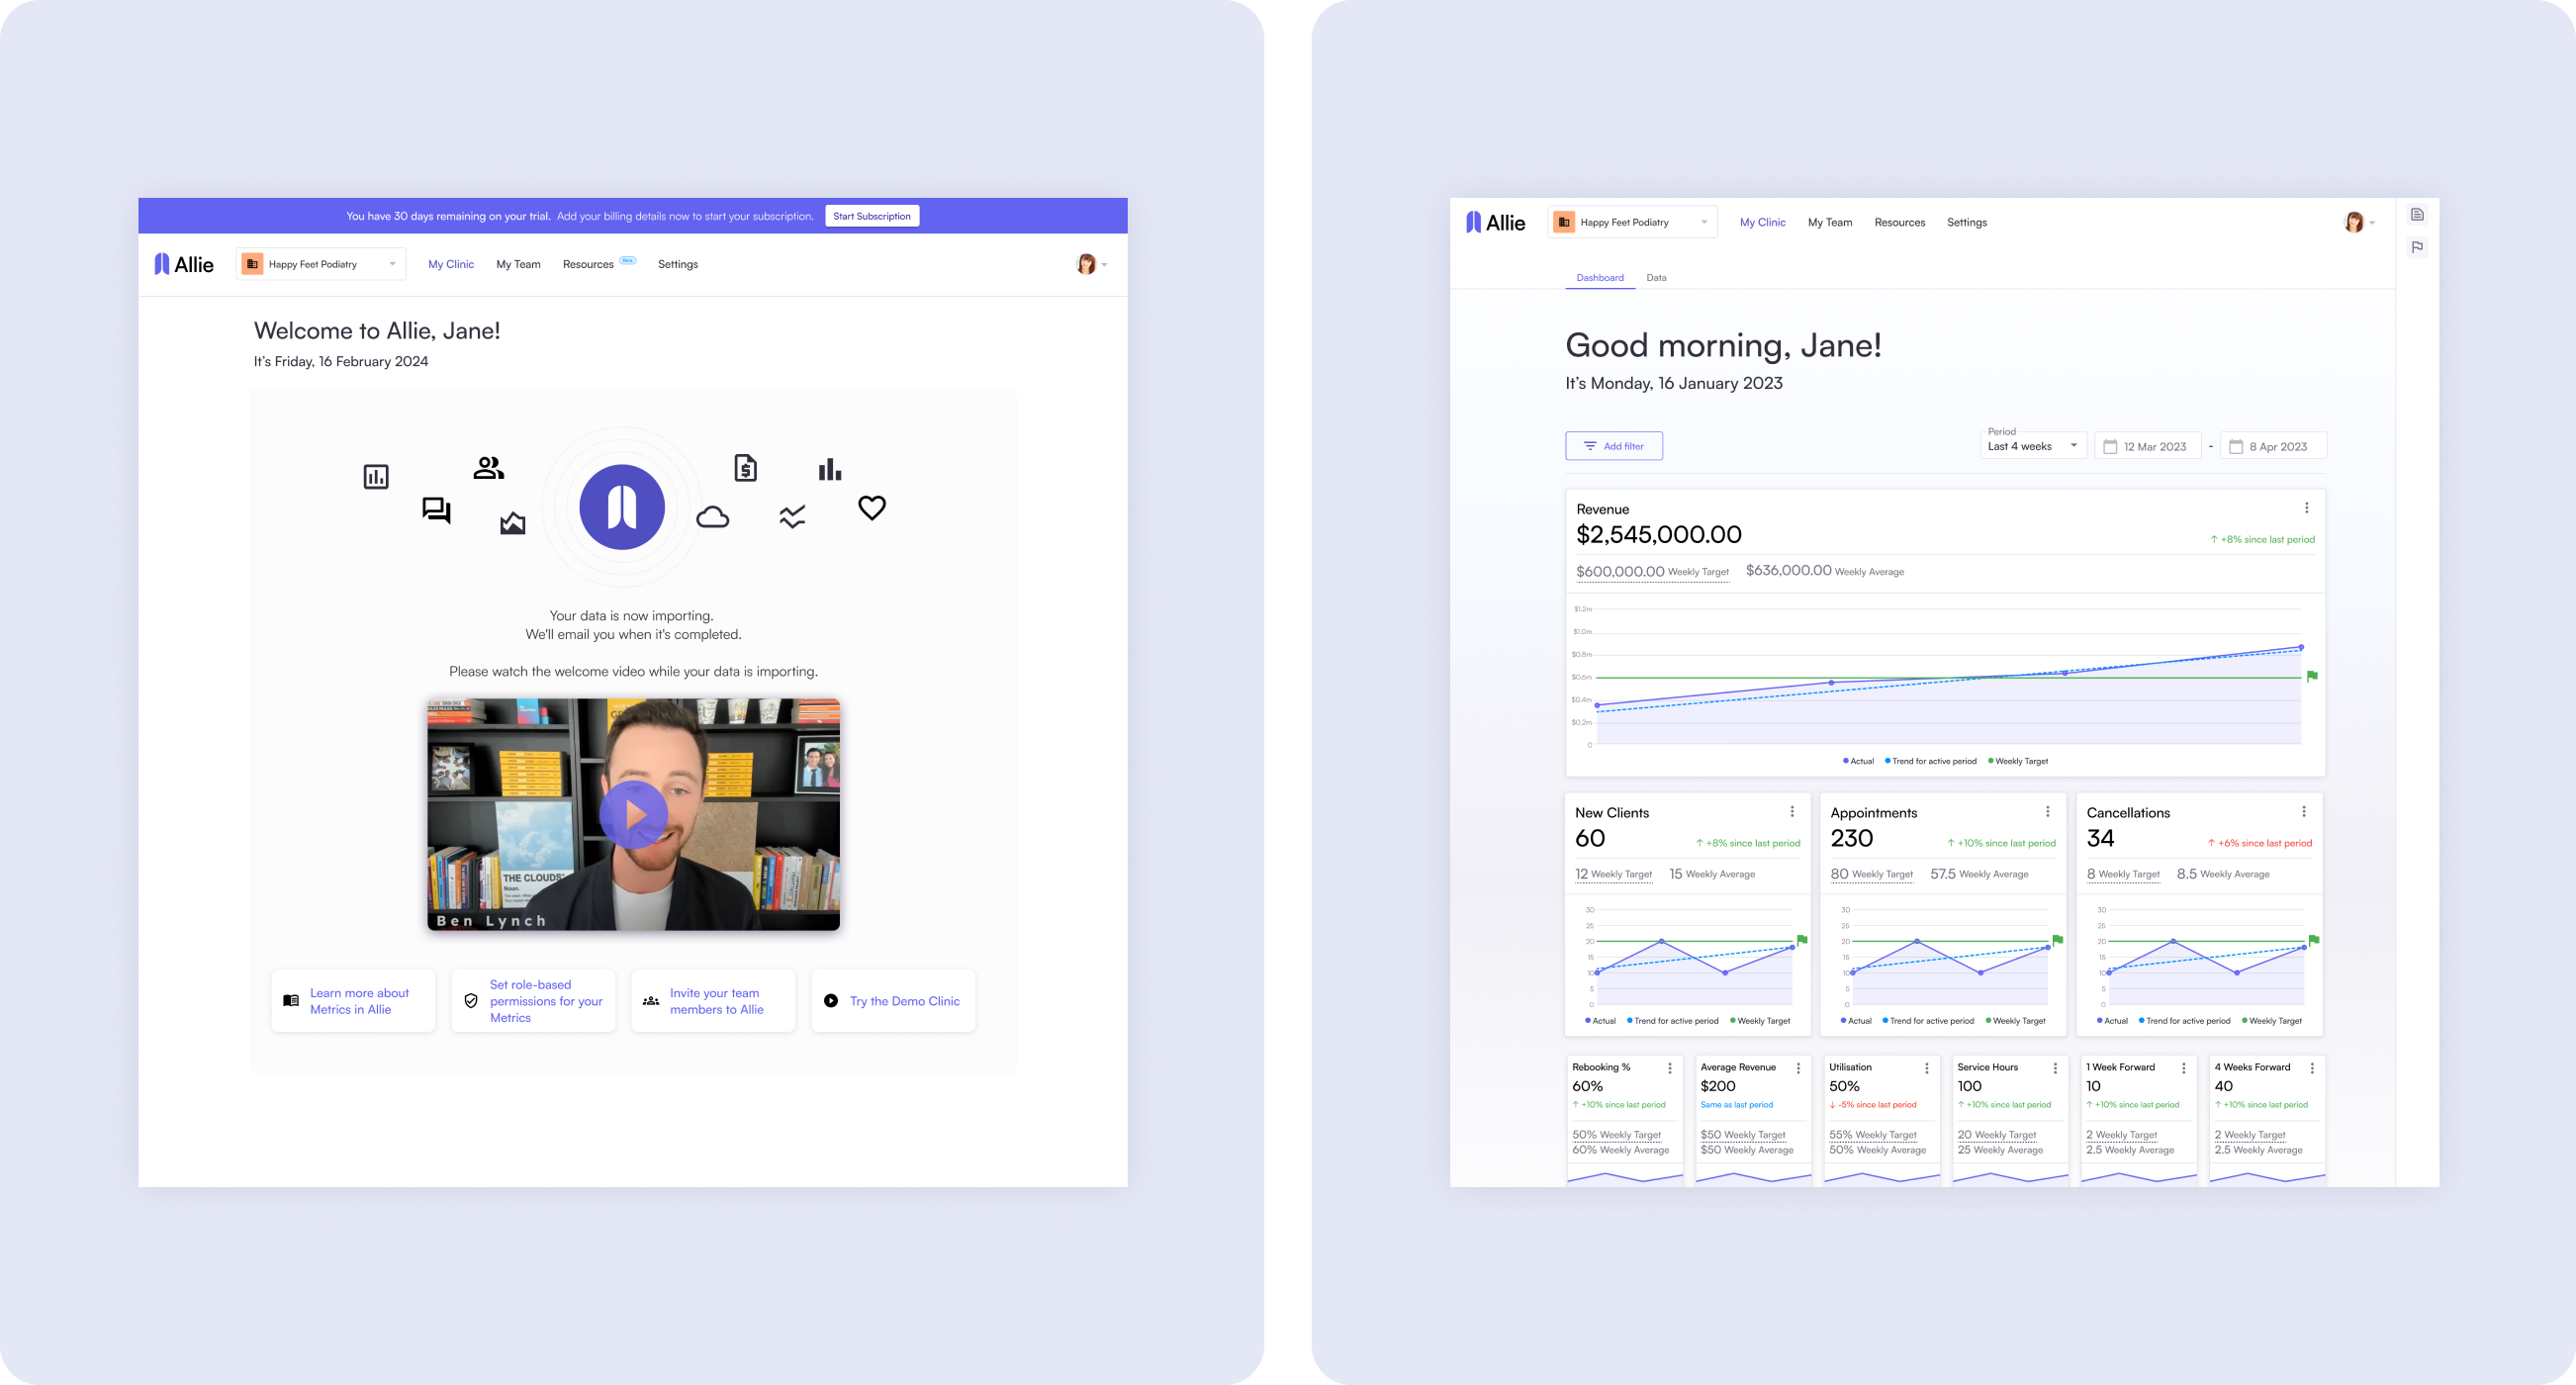 You have 30 days remaining on your trial. Add your billing details now to start your subscription. Start Subscription
Allie Happy Feet Podiatry My Clinic My Team Resources Beta Settings
Welcome to Allie, Jane!
It's Friday, 16 February 2024
Your data is now importing.
We'll email you when it's completed.
Please watch the welcome video while your data is importing.
THE CLOUDS
Noun.
Ben Lynch
Learn more about
Metrics in Allie
Set role-based
permissions for your
Metrics
Invite your team
members to Allie
Try the Demo Clinic
Allie Happy Feet Podiatry My Clinic My Team Resources Settings
Dashboard Data
Good morning, Jane!
It's Monday, 16 January 2023
Add filter
Period
Last 4 weeks 12 Mar 2023 - 8 Apr 2023
Revenue
$2,545,000.00
↑ +8% since last period
$600,000.00 Weekly Target $636,000.00 Weekly Average
$1.2m
$1.0m
$0.8m
$0.6m
$0.4m
$0.2m
0
Actual Trend for active period Weekly Target
New Clients
60
↑ +8% since last period
12 Weekly Target 15 Weekly Average
30
25
20
15
10
5
0
Actual Trend for active period Weekly Target
Appointments
230
↑ +10% since last period
80 Weekly Target 57.5 Weekly Average
30
25
20
15
10
5
0
Actual Trend for active period Weekly Target
Cancellations
34
↑ +6% since last period
8 Weekly Target 8.5 Weekly Average
30
25
20
15
10
5
0
Actual Trend for active period Weekly Target
Rebooking %
60%
↑ +10% since last period
50% Weekly Target
60% Weekly Average
Average Revenue
$200
Same as last period
$50 Weekly Target
$50 Weekly Average
Utilisation
50%
↓ -5% since last period
55% Weekly Target
50% Weekly Average
Service Hours
100
↑ +10% since last period
20 Weekly Target
25 Weekly Average
1 Week Forward
10
↑ +10% since last period
2 Weekly Target
2.5 Weekly Average
4 Weeks Forward
40
↑ +10% since last period
2 Weekly Target
2.5 Weekly Average